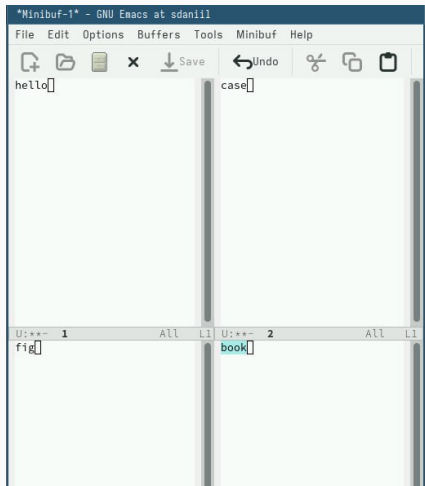 *Minibuf-1* - GNU Emacs at sdaniil
File Edit Options Buffers Tools Minibuf Help
Save Undo
hello
case
U:**- 1 All L1
U:**- 2 All L1
fig
book